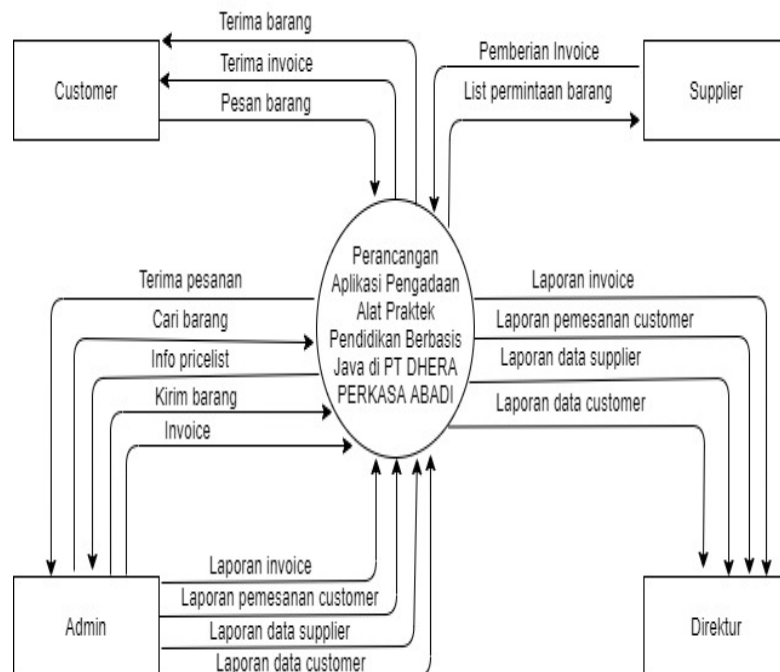 Terima barang
Terima invoice
Pesan barang
Customer
Pemberian Invoice
List permintaan barang
Supplier
Perancangan
Aplikasi Pengadaan
Alat Praktek
Pendidikan Berbasis
Java di PT DHERA
PERKASA ABADI
Terima pesanan
Cari barang
Info pricelist
Kirim barang
Invoice
Laporan invoice
Laporan pemesanan customer
Laporan data supplier
Laporan data customer
Admin
Laporan invoice
Laporan pemesanan customer
Laporan data supplier
Laporan data customer
Direktur